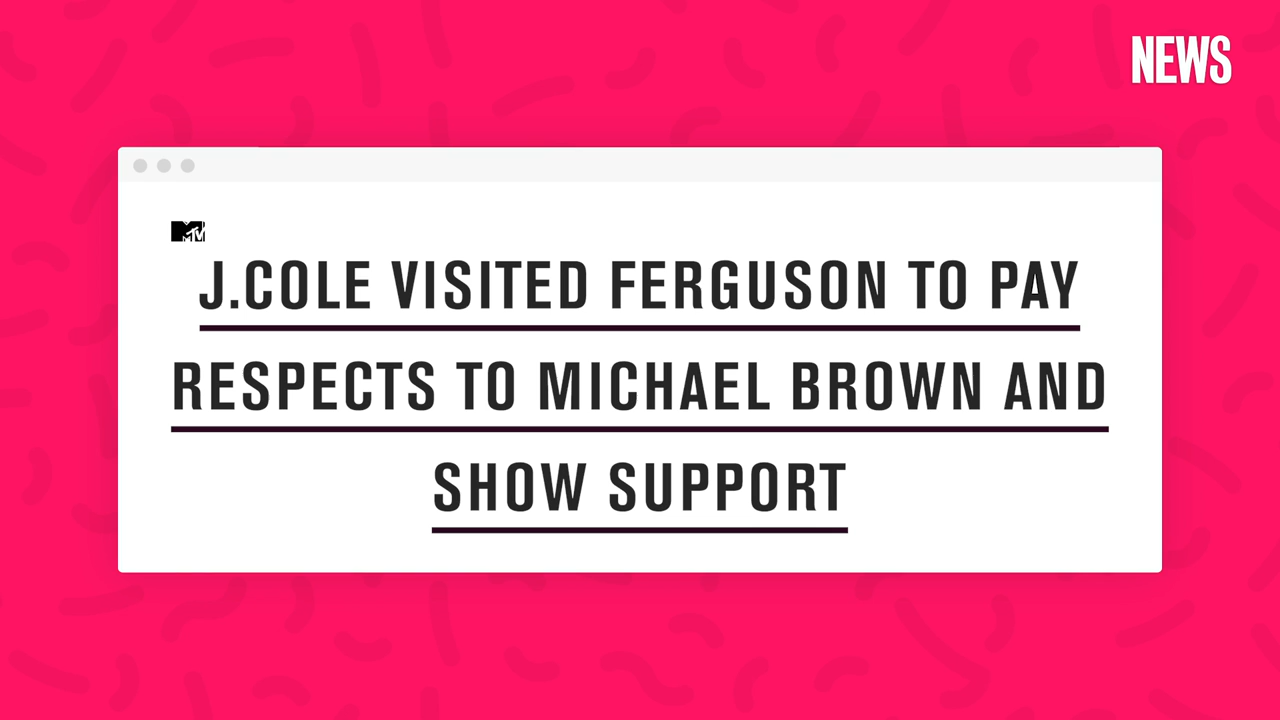 NEWS
MTV
J.COLE VISITED FERGUSON TO PAY
RESPECTS TO MICHAEL BROWN AND
SHOW SUPPORT